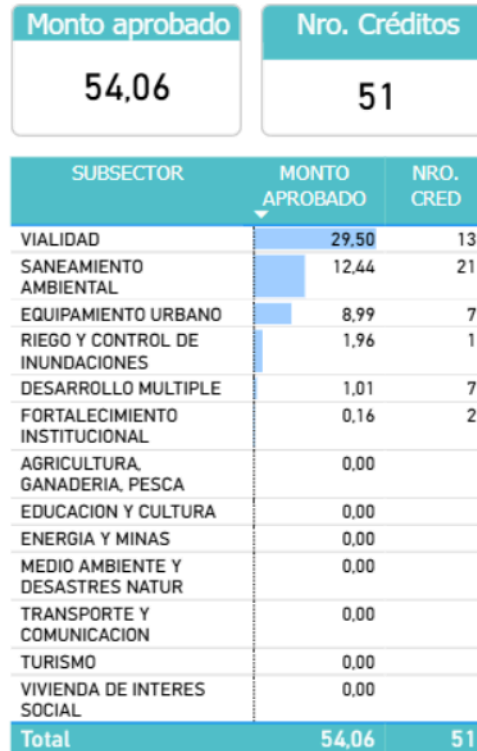 Monto aprobado
54,06
Nro. Créditos
51
SUBSECTOR MONTO APROBADO NRO. CRED
VIALIDAD 29,50 13
SANEAMIENTO AMBIENTAL 12,44 21
EQUIPAMIENTO URBANO 8,99 7
RIEGO Y CONTROL DE INUNDACIONES 1,96 1
DESARROLLO MULTIPLE 1,01 7
FORTALECIMIENTO INSTITUCIONAL 0,16 2
AGRICULTURA, GANADERIA, PESCA 0,00
EDUCACION Y CULTURA 0,00
ENERGIA Y MINAS 0,00
MEDIO AMBIENTE Y DESASTRES NATUR 0,00
TRANSPORTE Y COMUNICACION 0,00
TURISMO 0,00
VIVIENDA DE INTERES SOCIAL 0,00
Total 54,06 51